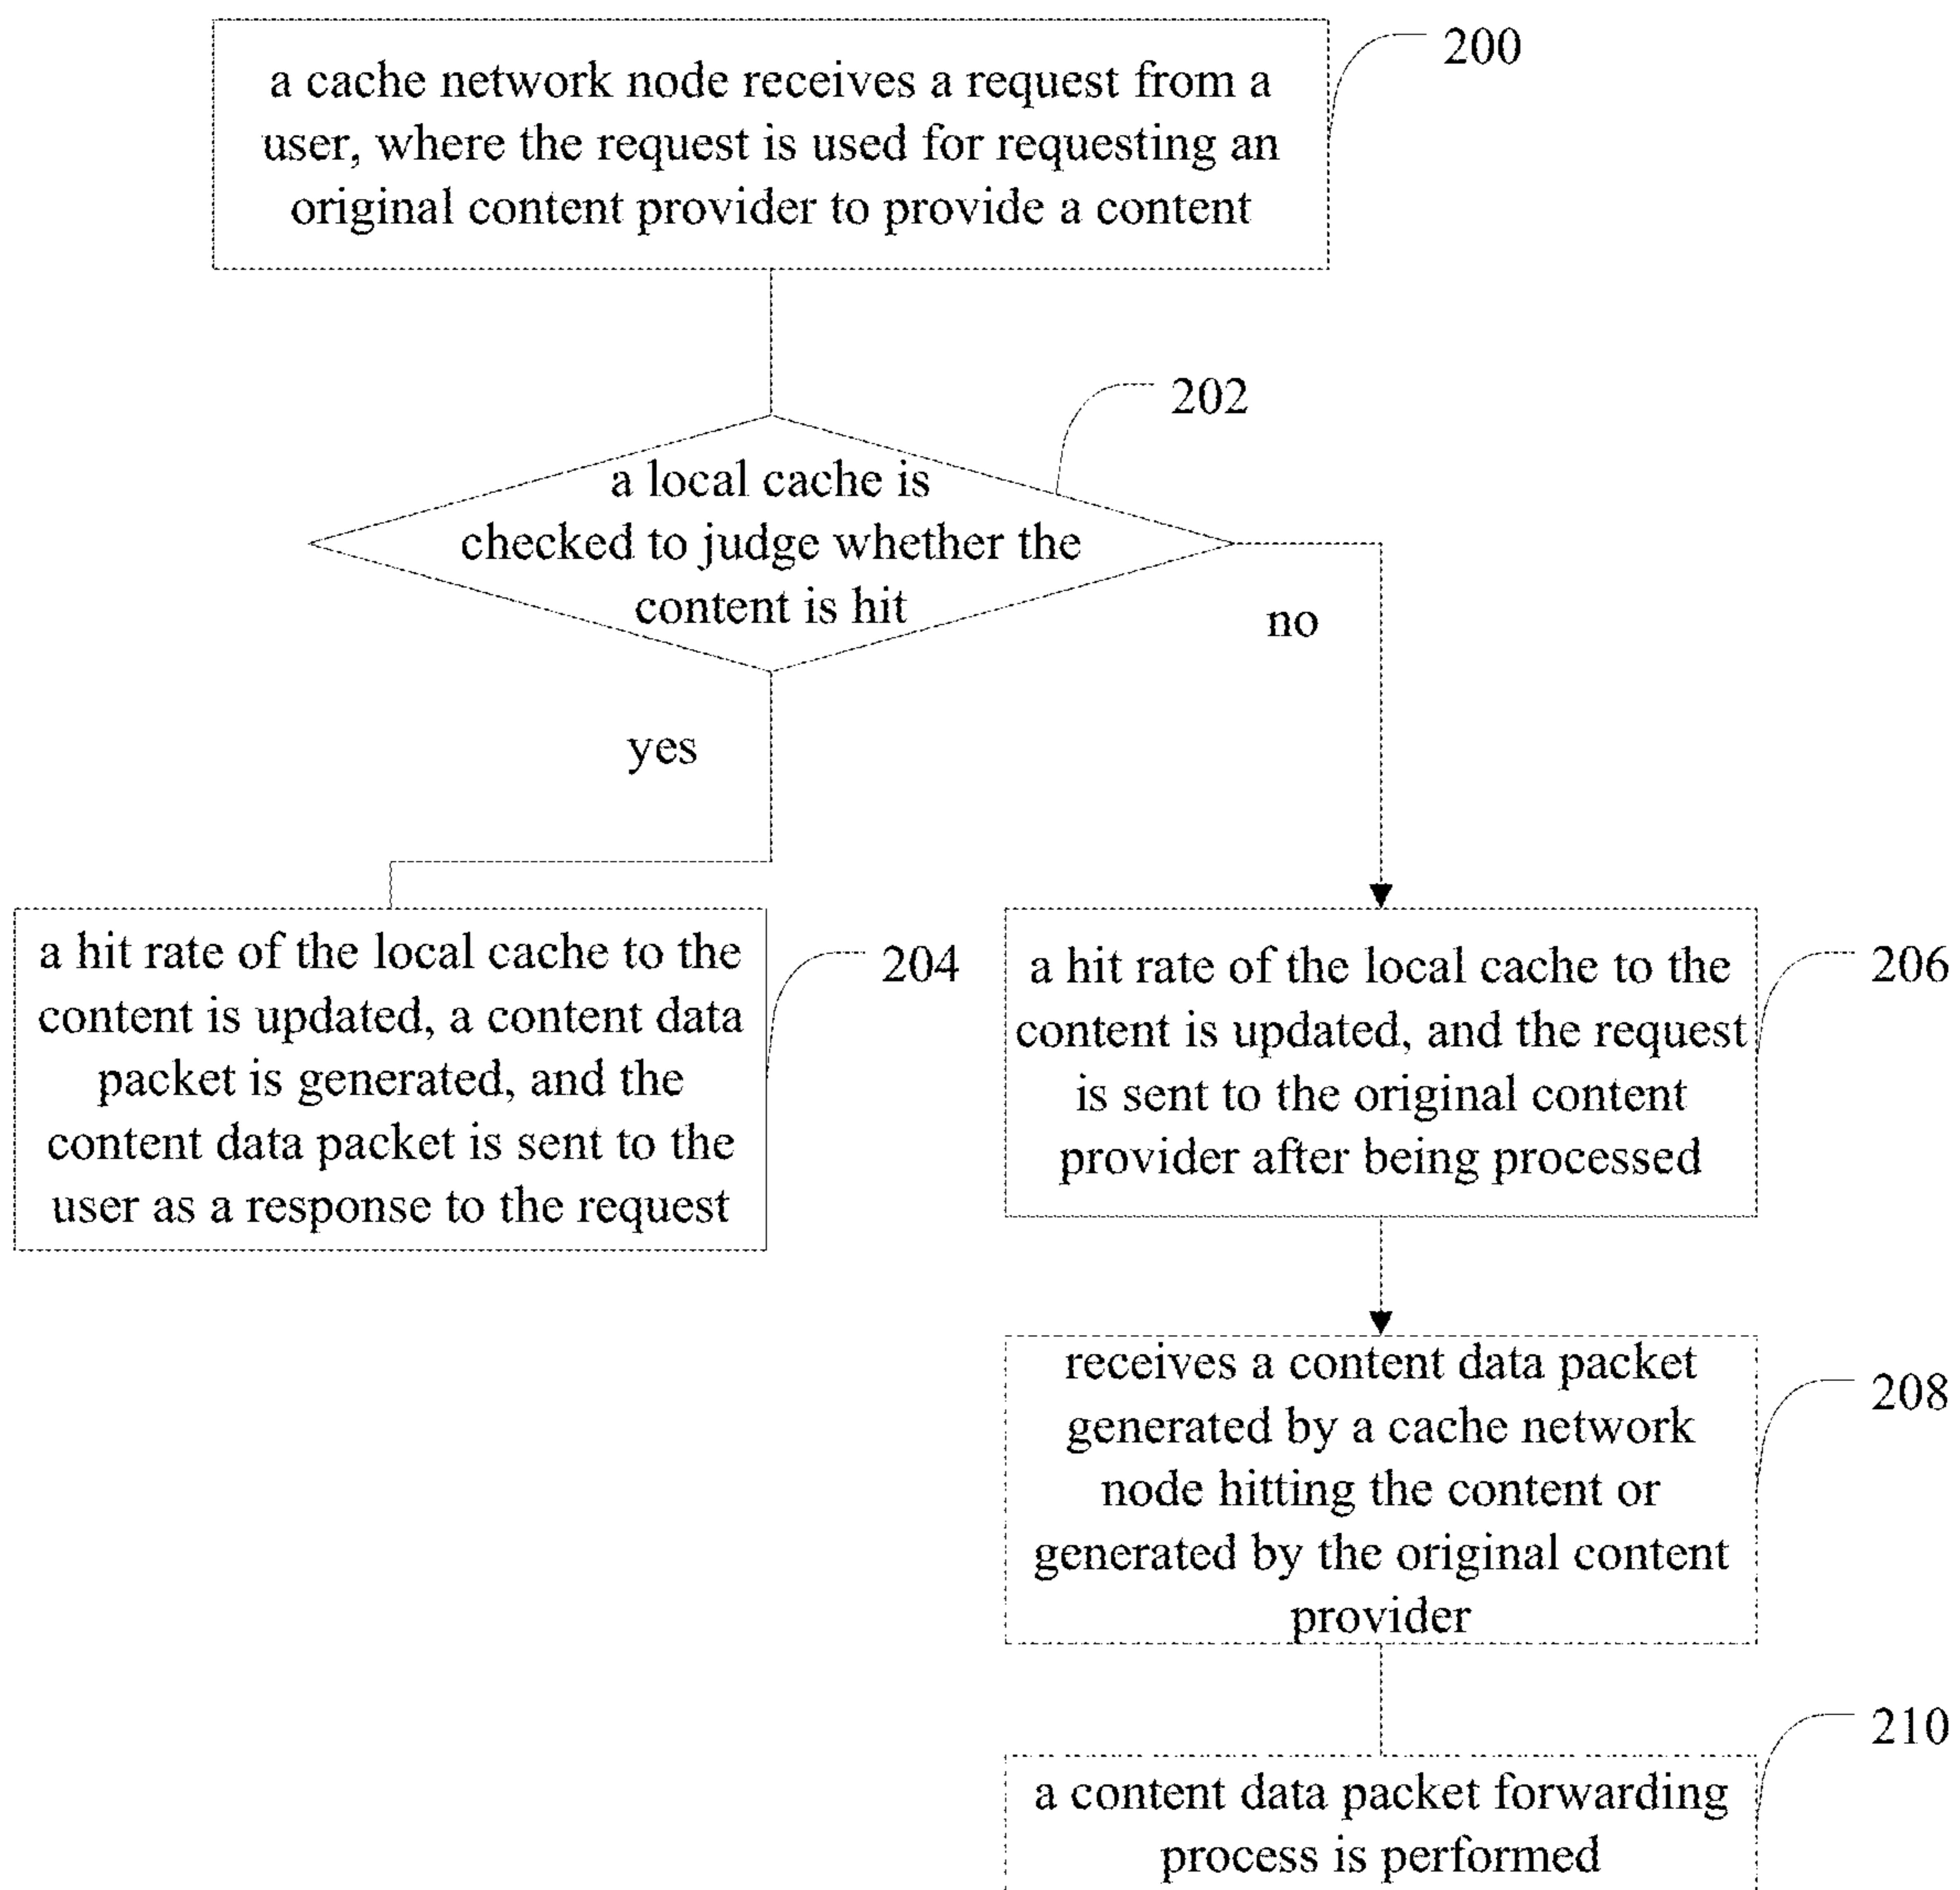 a cache network node receives a request from a
user, where the request is used for requesting an
original content provider to provide a content
200
202
a local cache is
checked to judge whether the
content is hit
no
yes
a hit rate of the local cache to the
content is updated, a content data
packet is generated, and the
content data packet is sent to the
user as a response to the request
204
a hit rate of the local cache to the
content is updated, and the request
is sent to the original content
provider after being processed
206
receives a content data packet
generated by a cache network
node hitting the content or
generated by the original content
provider
208
210
a content data packet forwarding
process is performed